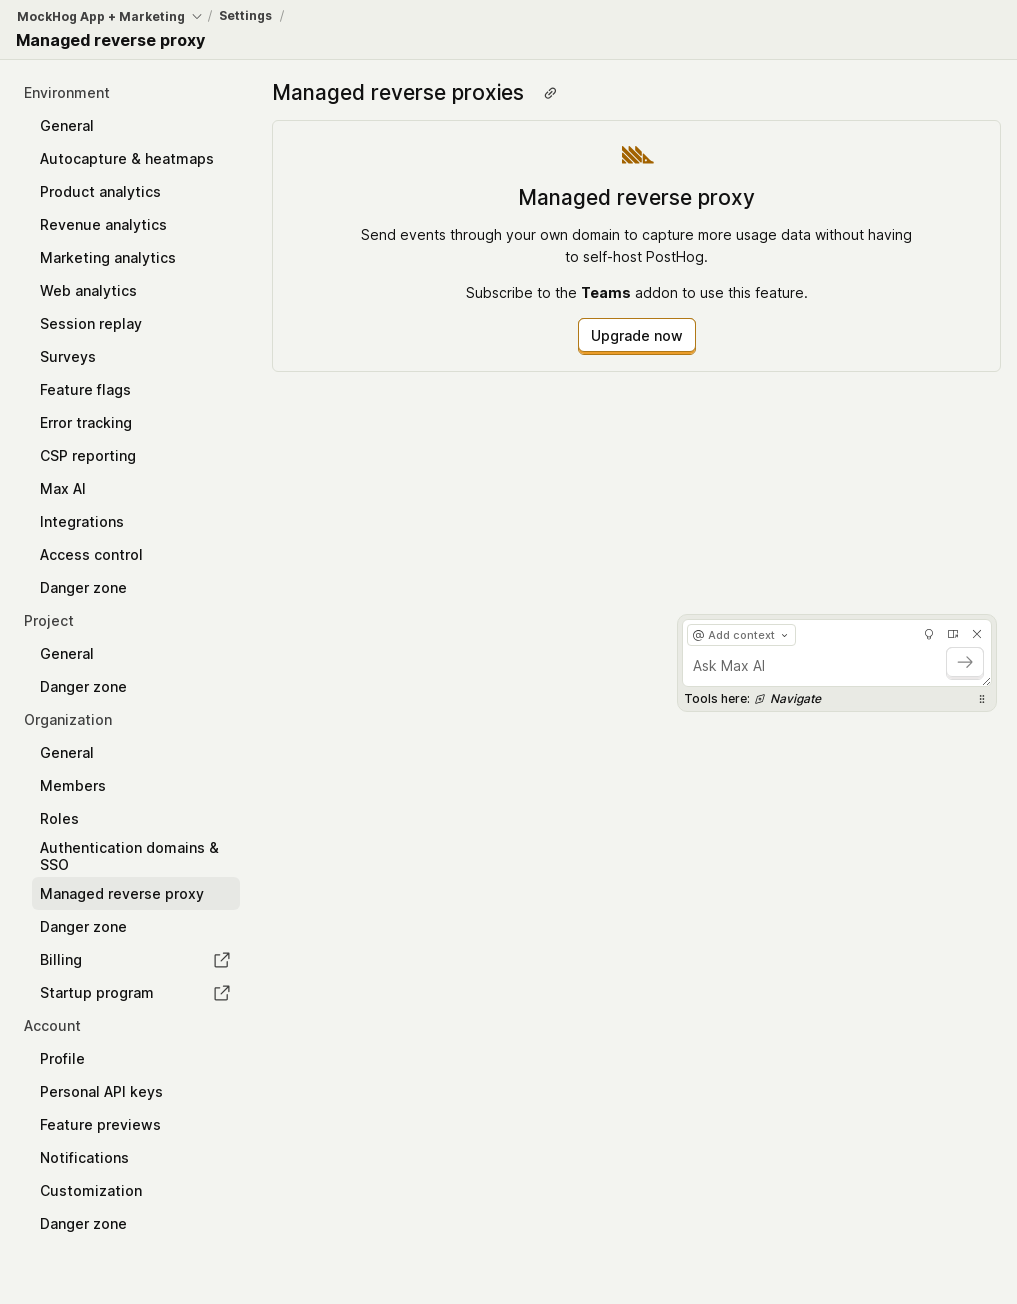 MockHog App + Marketing / Settings /
Managed reverse proxy
Environment
General
Autocapture & heatmaps
Product analytics
Revenue analytics
Marketing analytics
Web analytics
Session replay
Surveys
Feature flags
Error tracking
CSP reporting
Max AI
Integrations
Access control
Danger zone
Project
General
Danger zone
Organization
General
Members
Roles
Authentication domains &
SSO
Managed reverse proxy
Danger zone
Billing
Startup program
Account
Profile
Personal API keys
Feature previews
Notifications
Customization
Danger zone
Managed reverse proxies
Managed reverse proxy
Send events through your own domain to capture more usage data without having
to self-host PostHog.
Subscribe to the Teams addon to use this feature.
Upgrade now
@ Add context
Ask Max AI
Tools here: Navigate